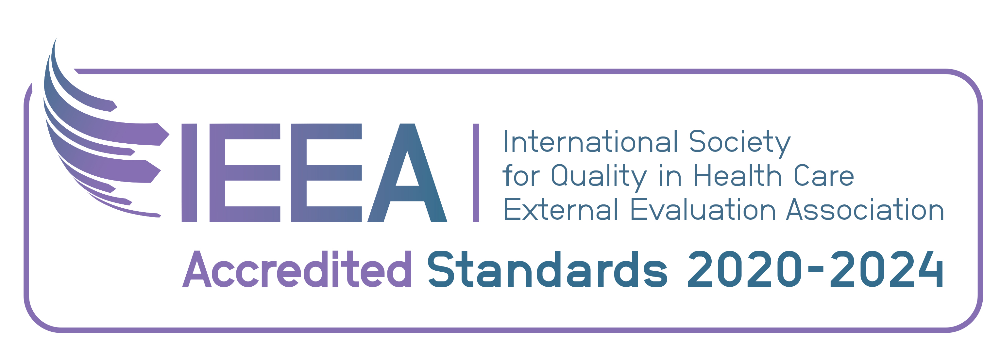 IEEA
International Society
for Quality in Health Care
External Evaluation Association
Accredited Standards 2020-2024